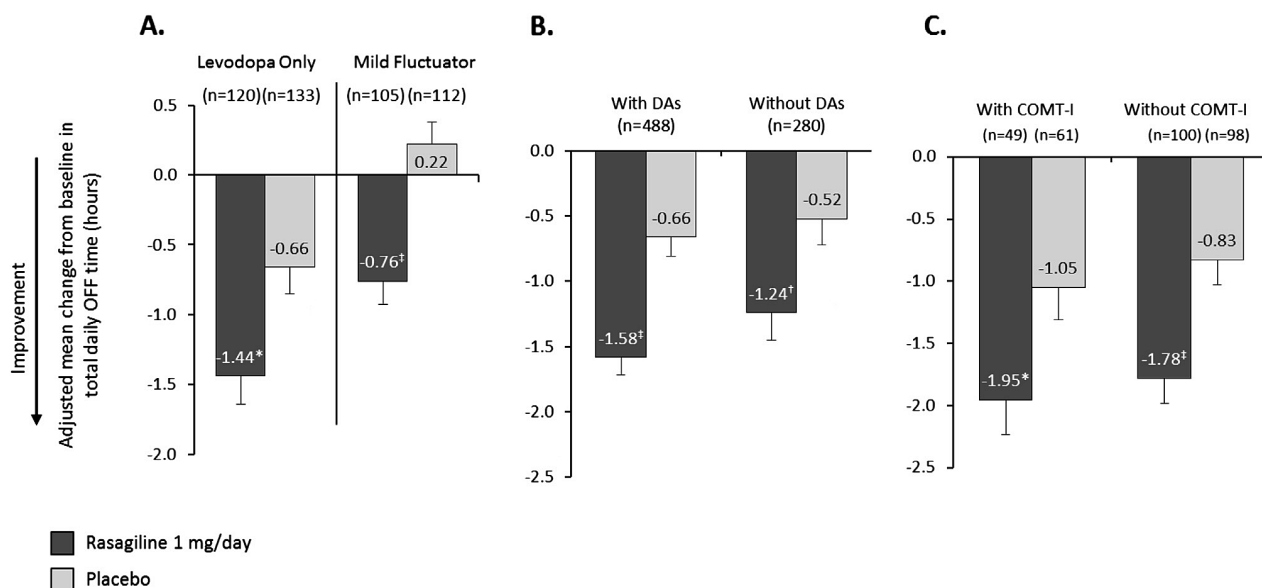 A.
Levodopa Only
Mild Fluctuator
(n=120)(n=133)
(n=105) (n=112)
0.5
0.0
-0.5
-1.0
-1.5
-2.0
-1.44*
-0.66
-0.76‡
0.22
Improvement
Adjusted mean change from baseline in
total daily OFF time (hours)
B.
With DAs
(n=488)
Without DAs
(n=280)
0.0
-0.5
-1.0
-1.5
-2.0
-2.5
-1.58‡
-0.66
-1.24†
-0.52
C.
With COMT-I
(n=49) (n=61)
Without COMT-I
(n=100) (n=98)
0.0
-0.5
-1.0
-1.5
-2.0
-2.5
-1.95*
-1.05
-1.78‡
-0.83
Rasagiline 1 mg/day
Placebo